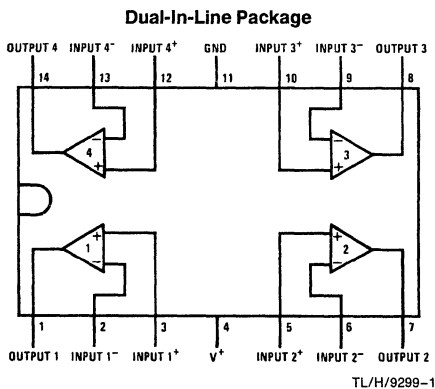 Dual-In-Line Package
OUTPUT 4 INPUT 4⁻ INPUT 4⁺ GND INPUT 3⁺ INPUT 3⁻ OUTPUT 3
14 13 12 11 10 9 8
− + 4
− + 3
+ − 1
+ − 2
1 2 3 4 5 6 7
OUTPUT 1 INPUT 1⁻ INPUT 1⁺ V⁺ INPUT 2⁺ INPUT 2⁻ OUTPUT 2
TL/H/9299–1